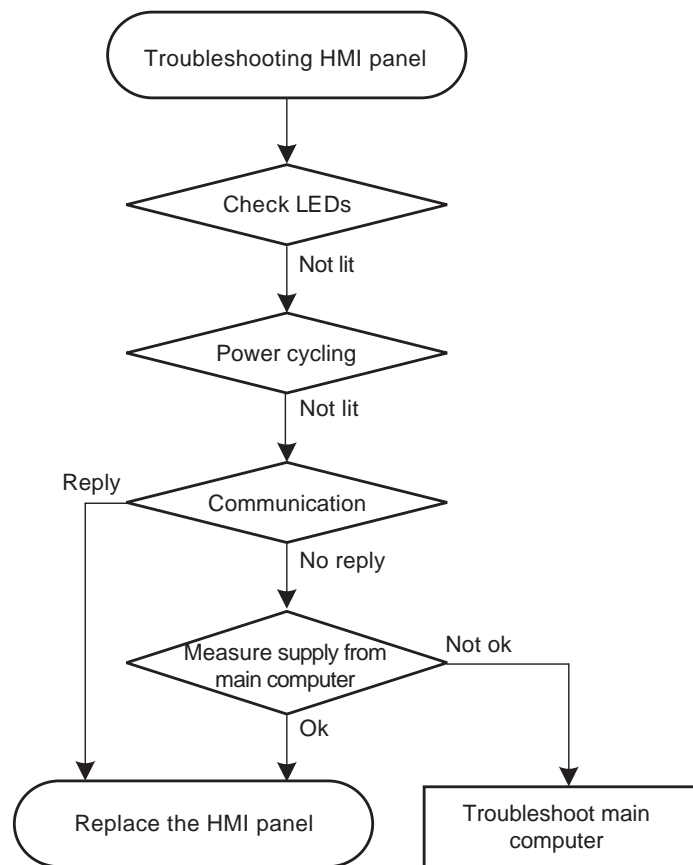 Troubleshooting HMI panel
Check LEDs
Not lit
Power cycling
Not lit
Reply
Communication
No reply
Measure supply from
main computer
Not ok
Ok
Replace the HMI panel
Troubleshoot main
computer